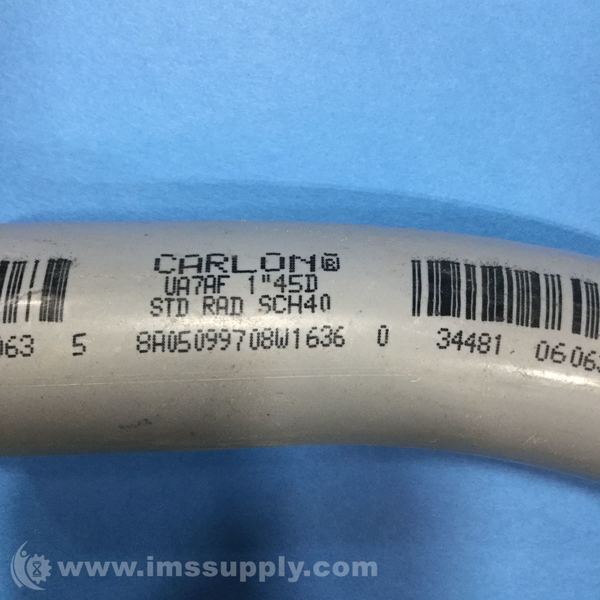 CARLON®
UA7AF 1"45D
STD RAD SCH40
063 5 8A05099708W1636 0 34481 06063
www.imssupply.com